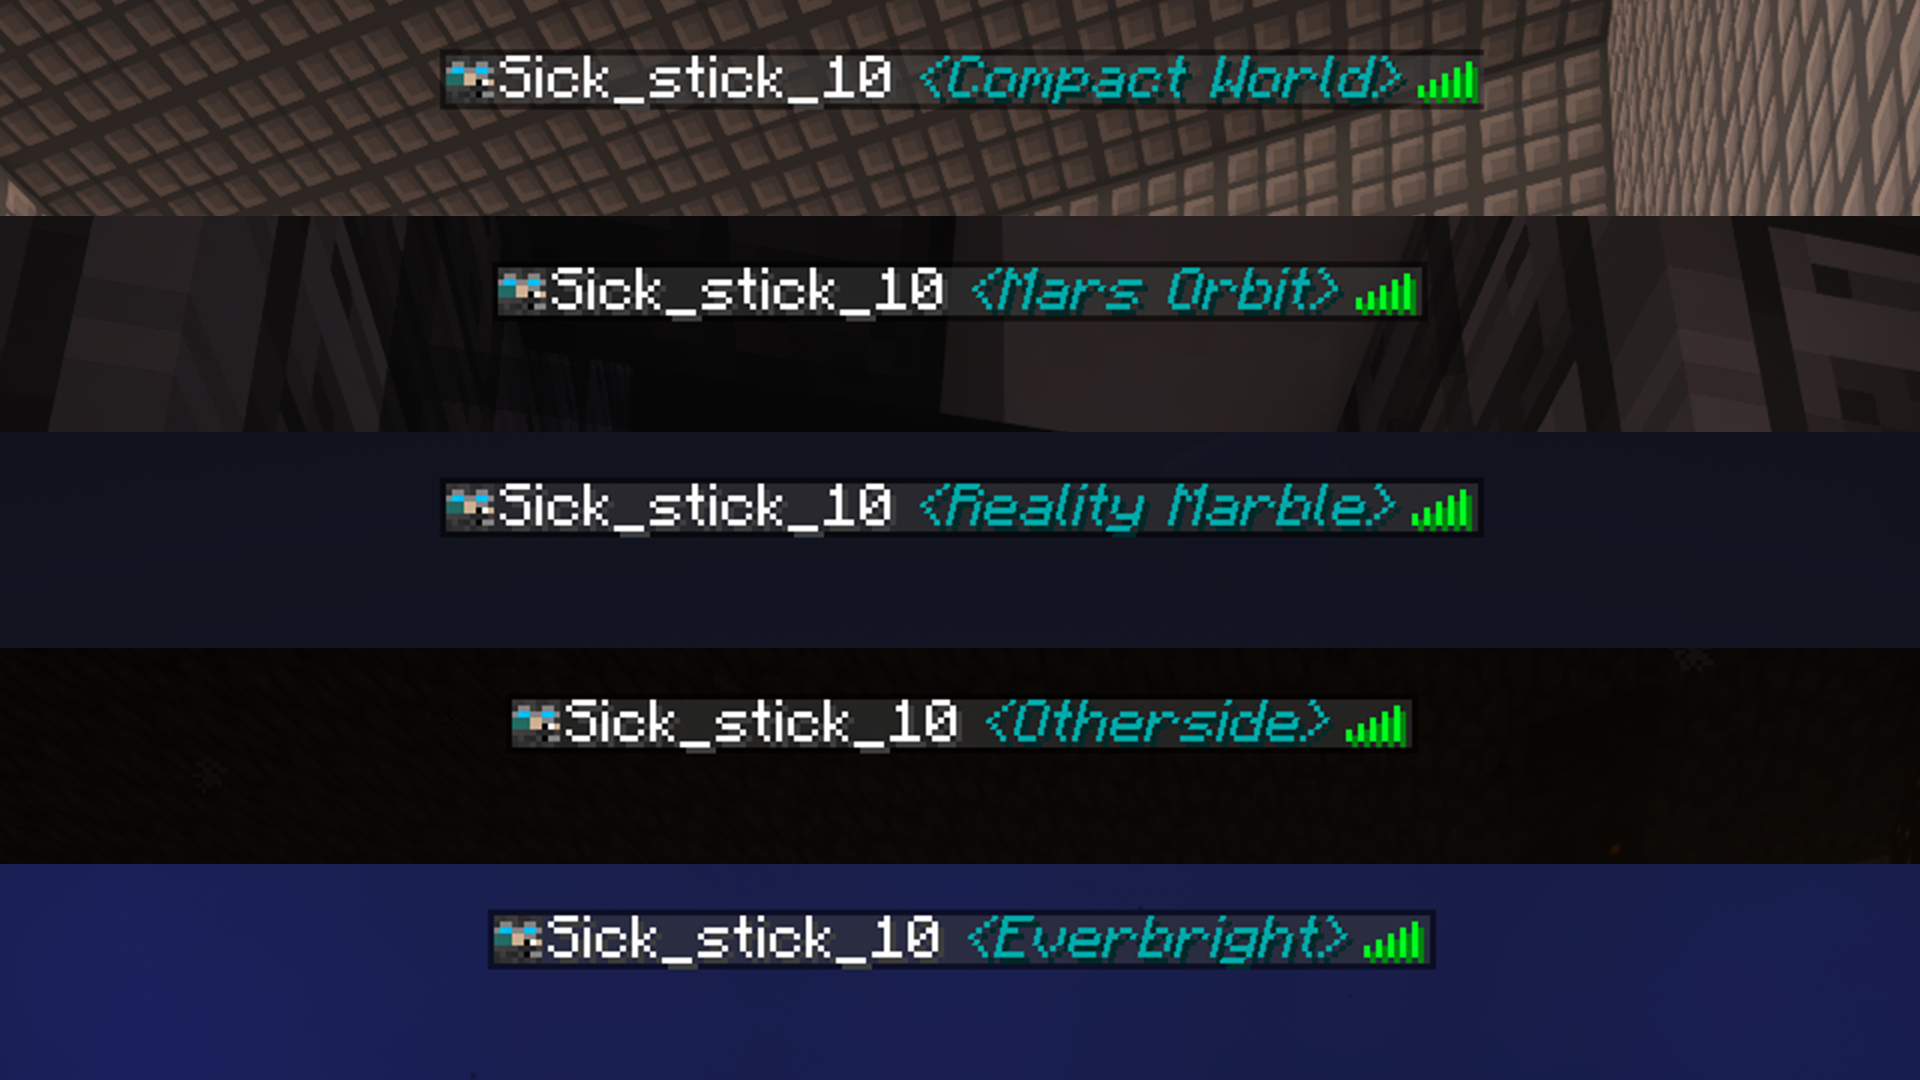 Sick_stick_10 <Compact World>
Sick_stick_10 <Mars Orbit>
Sick_stick_10 <Reality Marble>
Sick_stick_10 <Otherside>
Sick_stick_10 <Everbright>